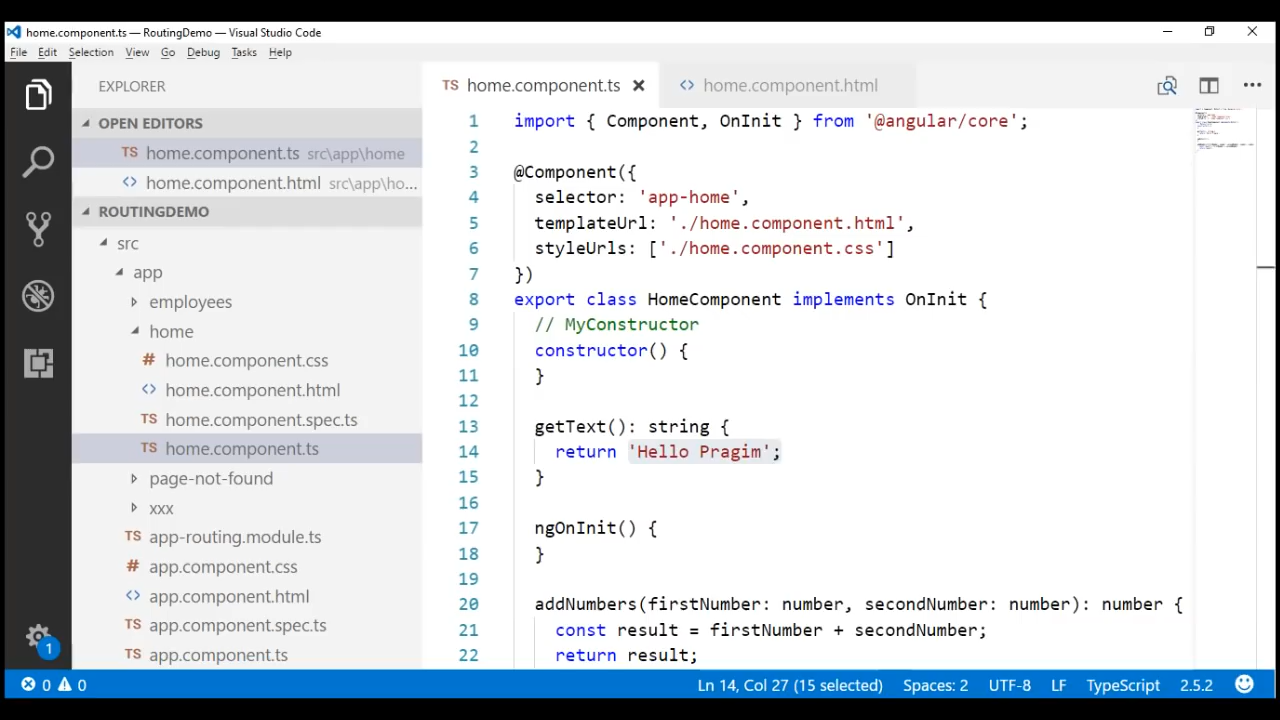 home.component.ts — RoutingDemo — Visual Studio Code
File Edit Selection View Go Debug Tasks Help
EXPLORER
OPEN EDITORS
TS home.component.ts src\app\home
<> home.component.html src\app\ho...
ROUTINGDEMO
src
app
employees
home
# home.component.css
<> home.component.html
TS home.component.spec.ts
TS home.component.ts
page-not-found
xxx
TS app-routing.module.ts
# app.component.css
<> app.component.html
TS app.component.spec.ts
TS app.component.ts
1
TS home.component.ts
<> home.component.html
1 import { Component, OnInit } from '@angular/core';
2
3 @Component({
4 selector: 'app-home',
5 templateUrl: './home.component.html',
6 styleUrls: ['./home.component.css']
7 })
8 export class HomeComponent implements OnInit {
9 // MyConstructor
10 constructor() {
11 }
12
13 getText(): string {
14 return 'Hello Pragim';
15 }
16
17 ngOnInit() {
18 }
19
20 addNumbers(firstNumber: number, secondNumber: number): number {
21 const result = firstNumber + secondNumber;
22 return result;
0 0 Ln 14, Col 27 (15 selected) Spaces: 2 UTF-8 LF TypeScript 2.5.2